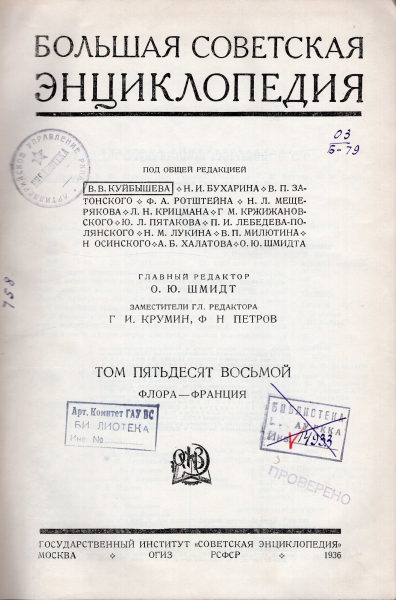 БОЛЬШАЯ СОВЕТСКАЯ
ЭНЦИКЛОПЕДИЯ
03
Б-79
ПОД ОБЩЕЙ РЕДАКЦИЕЙ
В. В. КУЙБЫШЕВА ◇ Н. И. БУХАРИНА ◇ В. П. ЗА-
ТОНСКОГО ◇ Ф. А. РОТШТЕЙНА ◇ Н. Л. МЕЩЕ-
РЯКОВА ◇ Л. Н. КРИЦМАНА ◇ Г М. КРЖИЖАНОВ-
СКОГО ◇ Ю. Л. ПЯТАКОВА ◇ П. И. ЛЕБЕДЕВА-ПО-
ЛЯНСКОГО ◇ Н. М. ЛУКИНА ◇ В. П. МИЛЮТИНА ◇
Н ОСИНСКОГО ◇ А. Б. ХАЛАТОВА ◇ О. Ю. ШМИДТА
ГЛАВНЫЙ РЕДАКТОР
О. Ю. ШМИДТ
ЗАМЕСТИТЕЛИ ГЛ. РЕДАКТОРА
Г И. КРУМИН, Ф Н ПЕТРОВ
758
ТОМ ПЯТЬДЕСЯТ ВОСЬМОЙ
ФЛОРА — ФРАНЦИЯ
Арт. Комитет ГАУ ВС
БИ ЛИОТЕКА
Инв №
БИБЛИОТЕКА
14933
ПРОВЕРЕНО
ГОСУДАРСТВЕННЫЙ ИНСТИТУТ «СОВЕТСКАЯ ЭНЦИКЛОПЕДИЯ»
МОСКВА ◇ ОГИЗ РСФСР ◇ 1936